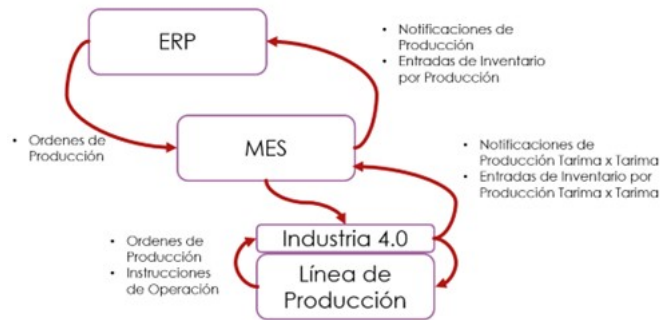 ERP
• Notificaciones de
Producción
• Entradas de Inventario
por Producción
• Ordenes de
Producción
MES
• Notificaciones de
Producción Tarima x Tarima
• Entradas de Inventario por
Producción Tarima x Tarima
• Ordenes de
Producción
• Instrucciones
de Operación
Industria 4.0
Línea de
Producción